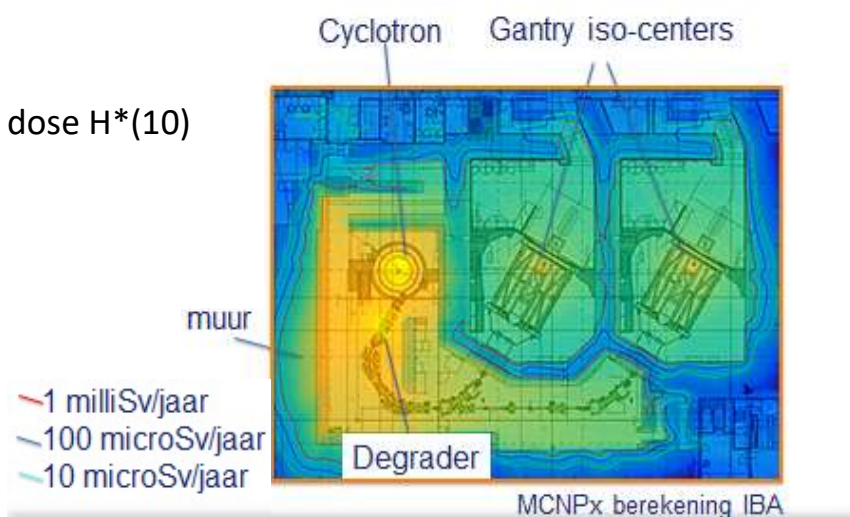 Cyclotron
Gantry iso-centers
dose H*(10)
muur
1 milliSv/jaar
100 microSv/jaar
10 microSv/jaar
Degrader
MCNPx berekening IBA